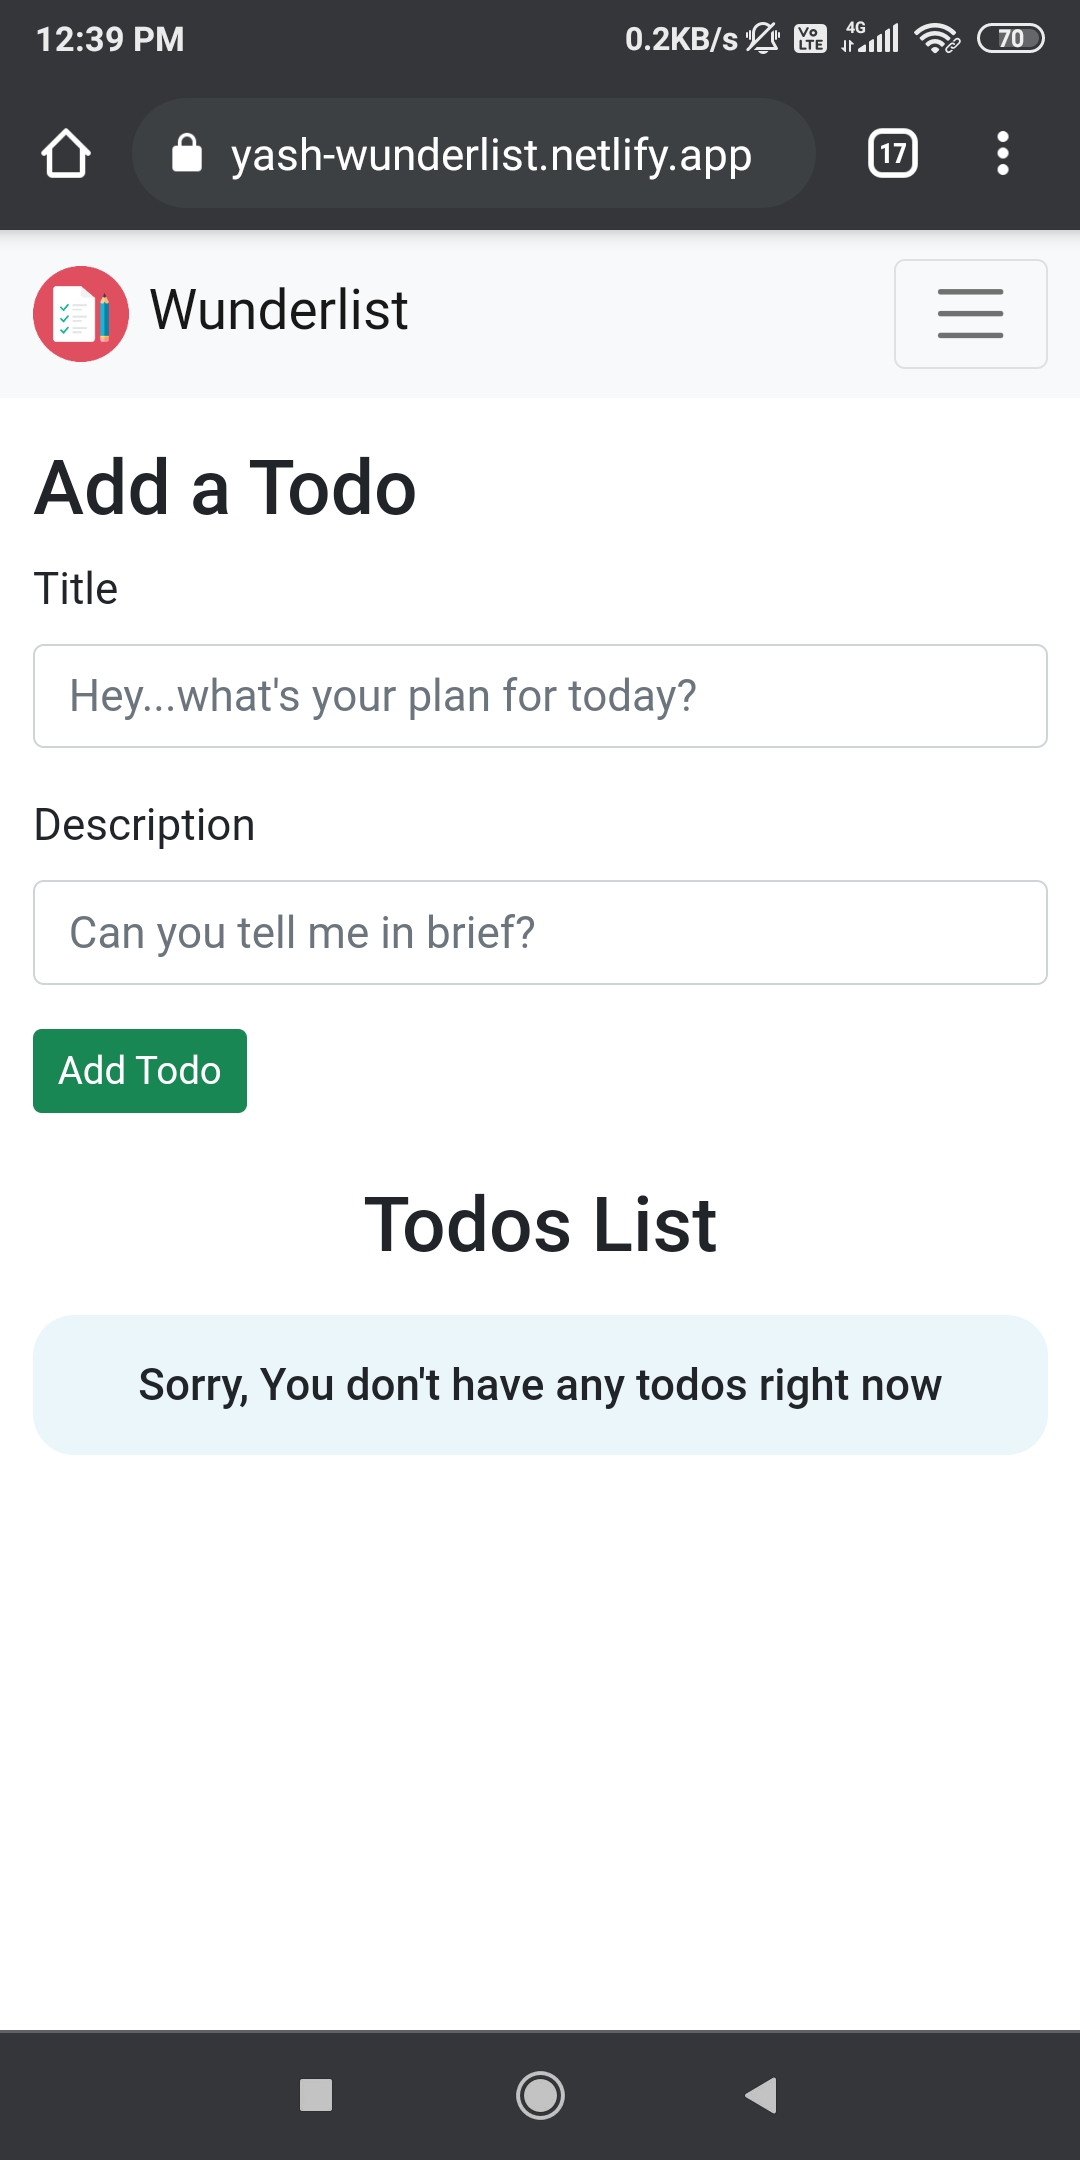 12:39 PM
0.2KB/s
Vo LTE
4G
70
yash-wunderlist.netlify.app
17
Wunderlist
Add a Todo
Title
Hey...what's your plan for today?
Description
Can you tell me in brief?
Add Todo
Todos List
Sorry, You don't have any todos right now